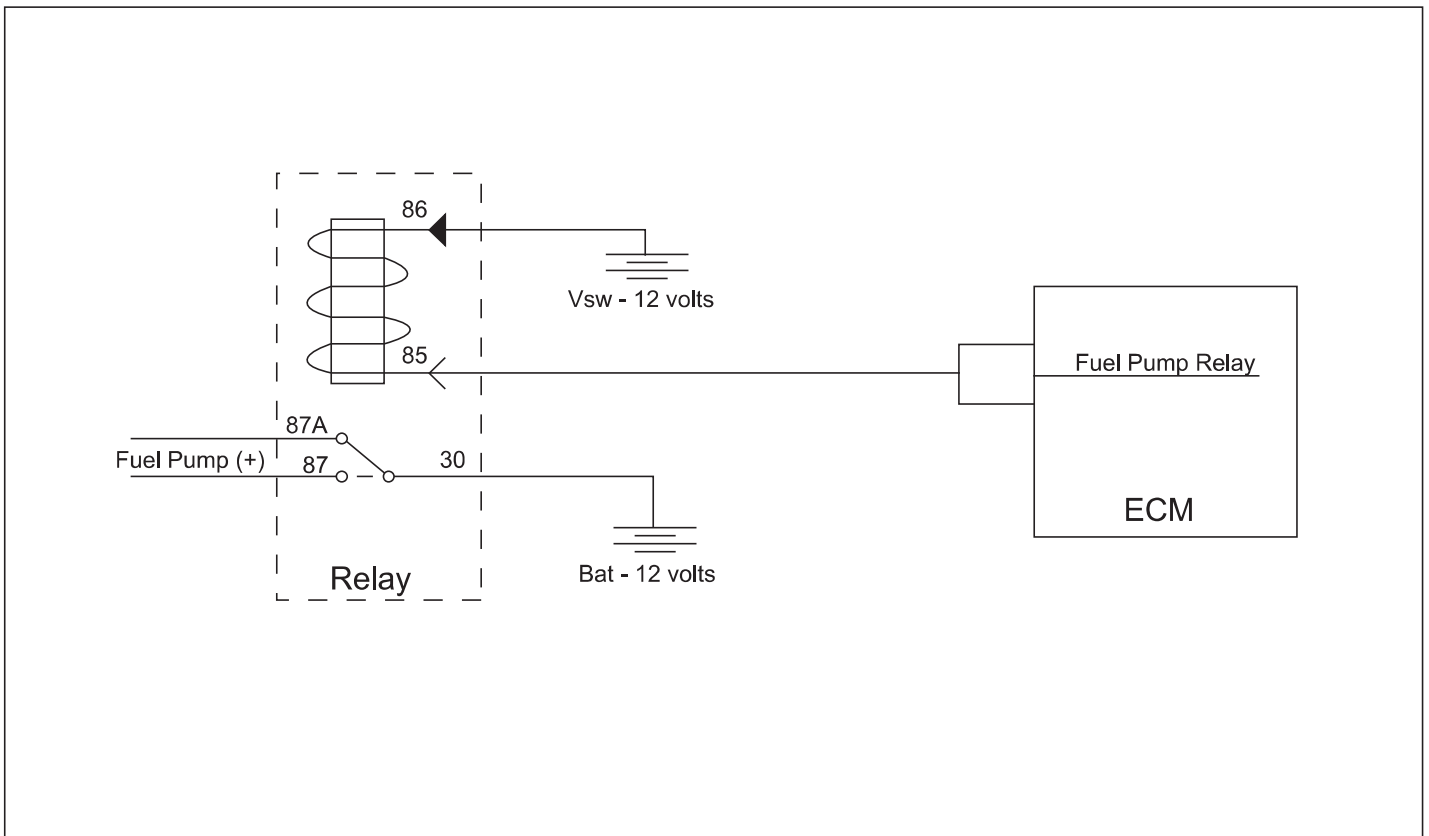 86
Vsw - 12 volts
85
Fuel Pump Relay
87A
Fuel Pump (+)
87
30
ECM
Bat - 12 volts
Relay